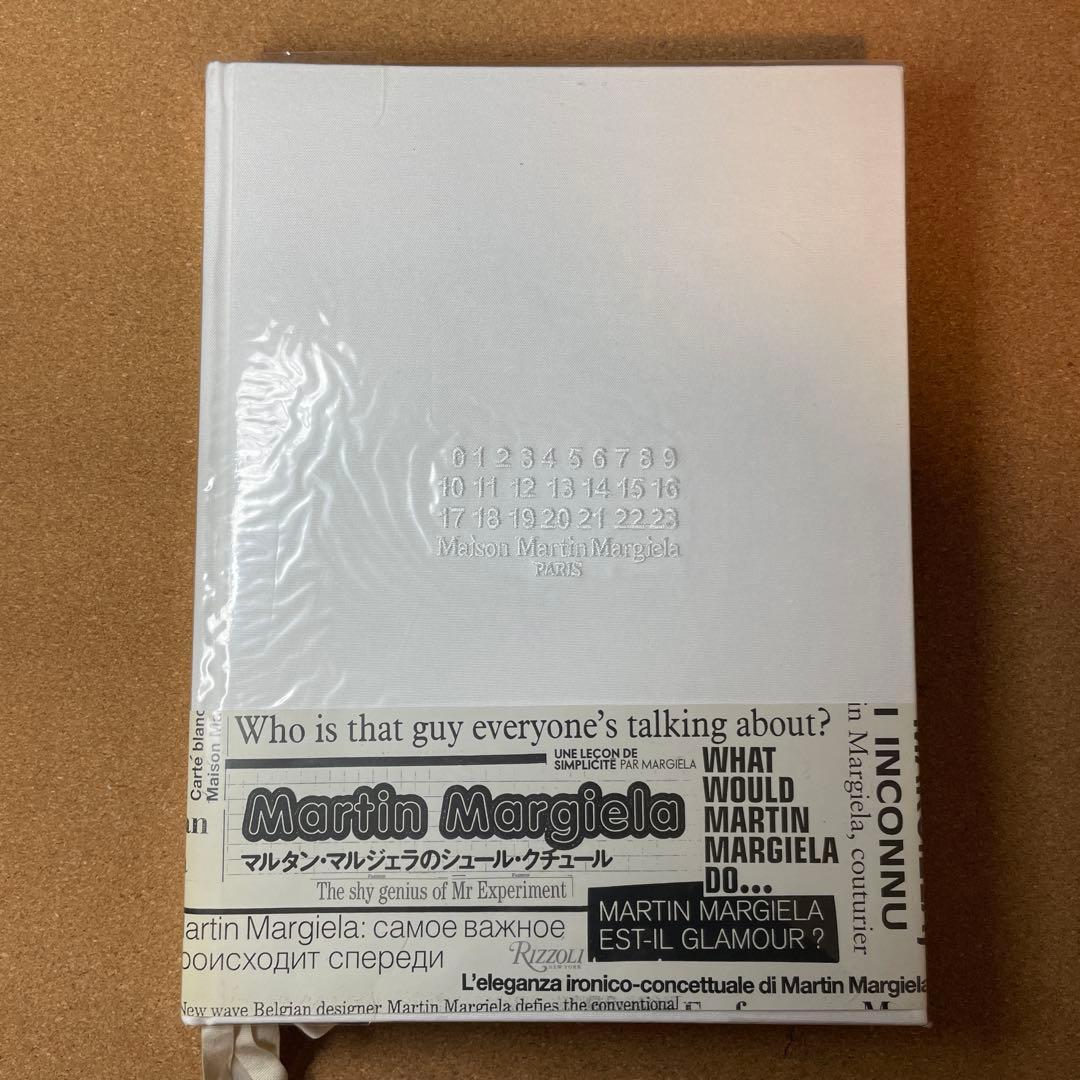 0 1 2 3 4 5 6 7 8 9
10 11 12 13 14 15 16
17 18 19 20 21 22 23
Maison Martin Margiela
PARIS
Carté blanc
Maison
Who is that guy everyone's talking about?
UNE LEÇON DE
SIMPLICITÉ PAR MARGIELA
WHAT
WOULD
MARTIN
MARGIELA
DO...
Martin Margiela
マルタン・マルジェラのシュール・クチュール
The shy genius of Mr Experiment
MARTIN MARGIELA
EST-IL GLAMOUR ?
in Margiela, couturier
INCONNU
artin Margiela: самое важное
роисходит спереди
RIZZOLI
NEW YORK
L'eleganza ironico-concettuale di Martin Margiela
New wave Belgian designer Martin Margiela defies the conventional